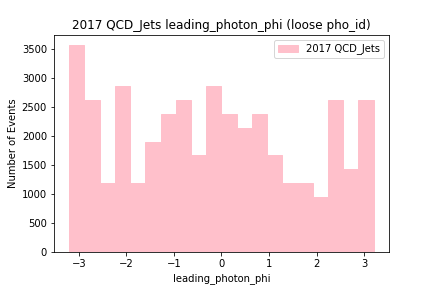 2017 QCD_Jets leading_photon_phi (loose pho_id)
2017 QCD_Jets
Number of Events
3500
3000
2500
2000
1500
1000
500
0
−3 −2 −1 0 1 2 3
leading_photon_phi